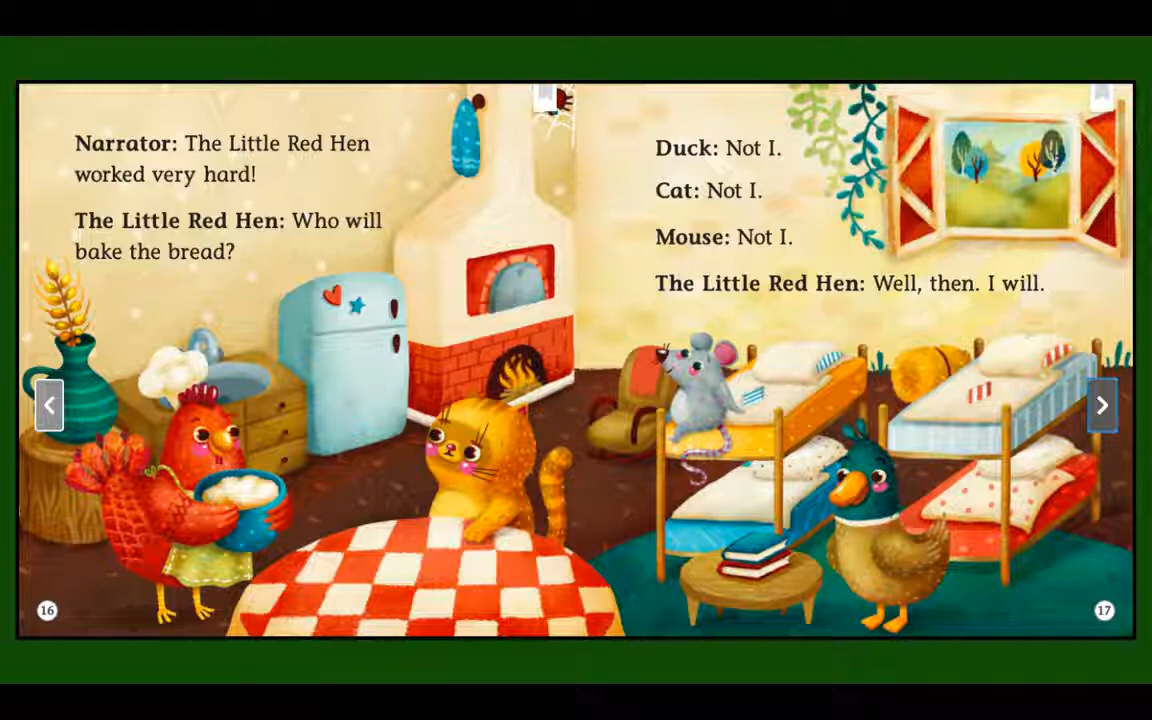 Narrator: The Little Red Hen
worked very hard!
The Little Red Hen: Who will
bake the bread?
16
Duck: Not I.
Cat: Not I.
Mouse: Not I.
The Little Red Hen: Well, then. I will.
17